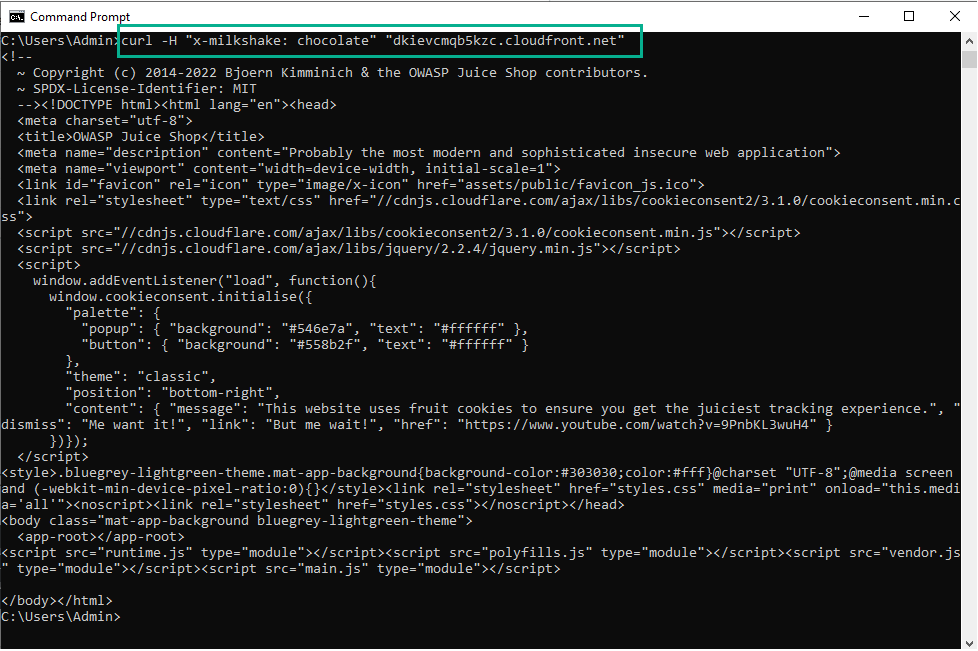 Command Prompt
C:\Users\Admin>curl -H "x-milkshake: chocolate" "dkievcmqb5kzc.cloudfront.net"
<!--
  ~ Copyright (c) 2014-2022 Bjoern Kimminich & the OWASP Juice Shop contributors.
  ~ SPDX-License-Identifier: MIT
  --><!DOCTYPE html><html lang="en"><head>
  <meta charset="utf-8">
  <title>OWASP Juice Shop</title>
  <meta name="description" content="Probably the most modern and sophisticated insecure web application">
  <meta name="viewport" content="width=device-width, initial-scale=1">
  <link id="favicon" rel="icon" type="image/x-icon" href="assets/public/favicon_js.ico">
  <link rel="stylesheet" type="text/css" href="//cdnjs.cloudflare.com/ajax/libs/cookieconsent2/3.1.0/cookieconsent.min.c
ss">
  <script src="//cdnjs.cloudflare.com/ajax/libs/cookieconsent2/3.1.0/cookieconsent.min.js"></script>
  <script src="//cdnjs.cloudflare.com/ajax/libs/jquery/2.2.4/jquery.min.js"></script>
  <script>
    window.addEventListener("load", function(){
      window.cookieconsent.initialise({
        "palette": {
          "popup": { "background": "#546e7a", "text": "#ffffff" },
          "button": { "background": "#558b2f", "text": "#ffffff" }
        },
        "theme": "classic",
        "position": "bottom-right",
        "content": { "message": "This website uses fruit cookies to ensure you get the juiciest tracking experience.", "
dismiss": "Me want it!", "link": "But me wait!", "href": "https://www.youtube.com/watch?v=9PnbKL3wuH4" }
      })});
  </script>
<style>.bluegrey-lightgreen-theme.mat-app-background{background-color:#303030;color:#fff}@charset "UTF-8";@media screen
and (-webkit-min-device-pixel-ratio:0){}</style><link rel="stylesheet" href="styles.css" media="print" onload="this.medi
a='all'"><noscript><link rel="stylesheet" href="styles.css"></noscript></head>
<body class="mat-app-background bluegrey-lightgreen-theme">
  <app-root></app-root>
<script src="runtime.js" type="module"></script><script src="polyfills.js" type="module"></script><script src="vendor.js
" type="module"></script><script src="main.js" type="module"></script>

</body></html>
C:\Users\Admin>